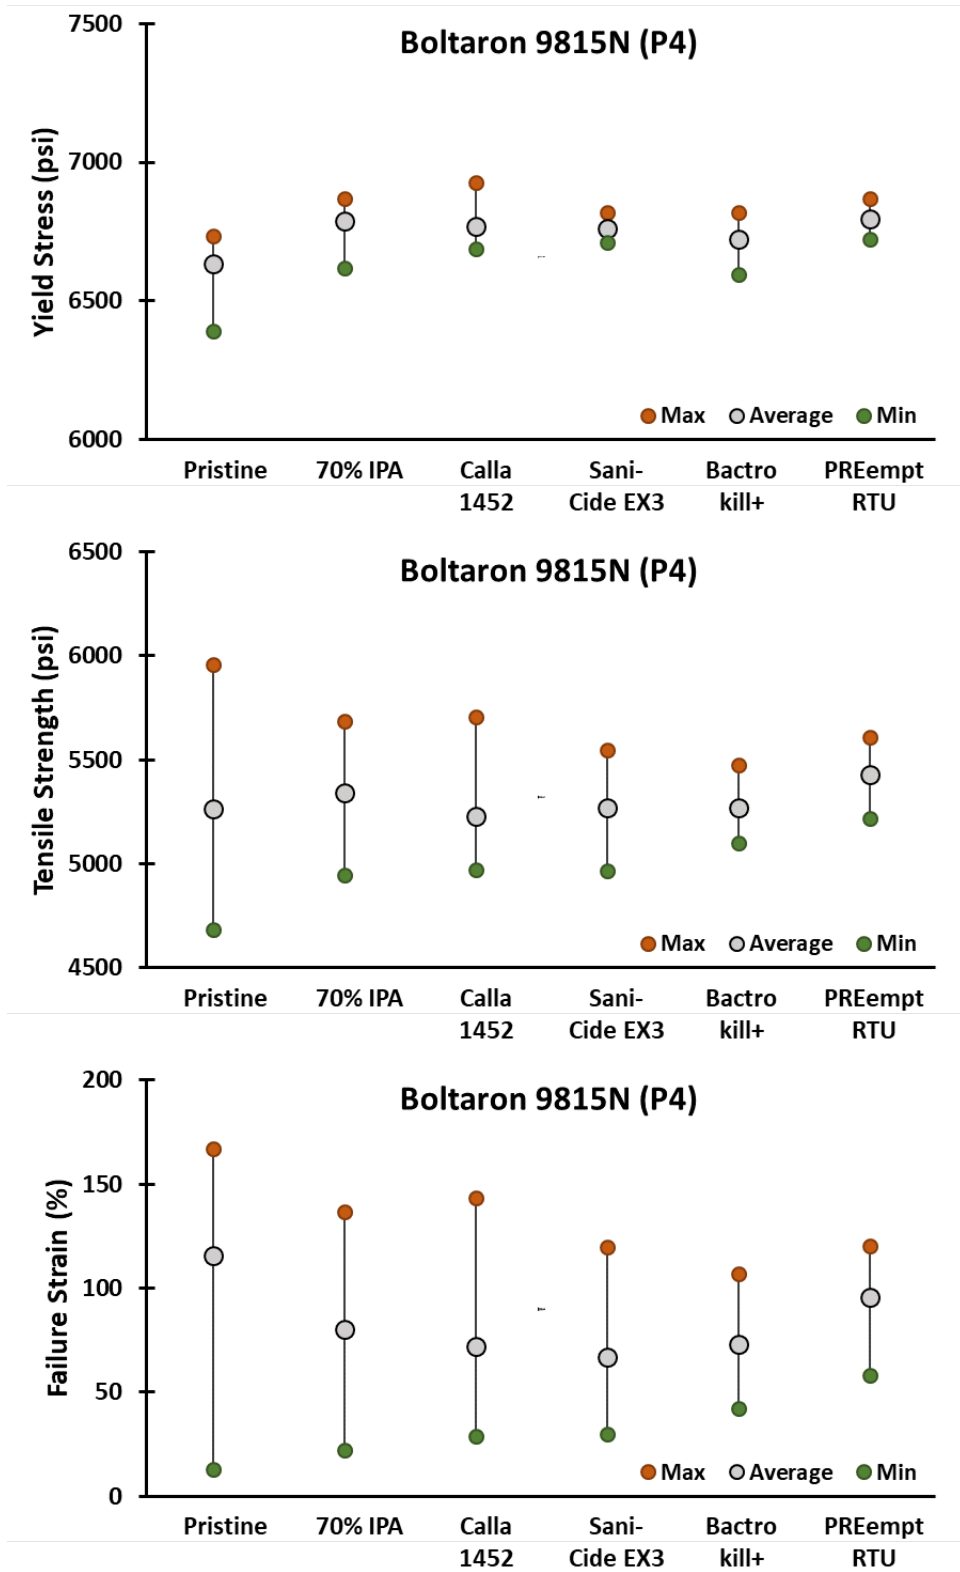 Boltaron 9815N (P4)
Yield Stress (psi)
7500
7000
6500
6000
Max Average Min
Pristine 70% IPA Calla 1452 Sani-Cide EX3 Bactro kill+ PREempt RTU
Boltaron 9815N (P4)
Tensile Strength (psi)
6500
6000
5500
5000
4500
Max Average Min
Pristine 70% IPA Calla 1452 Sani-Cide EX3 Bactro kill+ PREempt RTU
Boltaron 9815N (P4)
Failure Strain (%)
200
150
100
50
0
Max Average Min
Pristine 70% IPA Calla 1452 Sani-Cide EX3 Bactro kill+ PREempt RTU